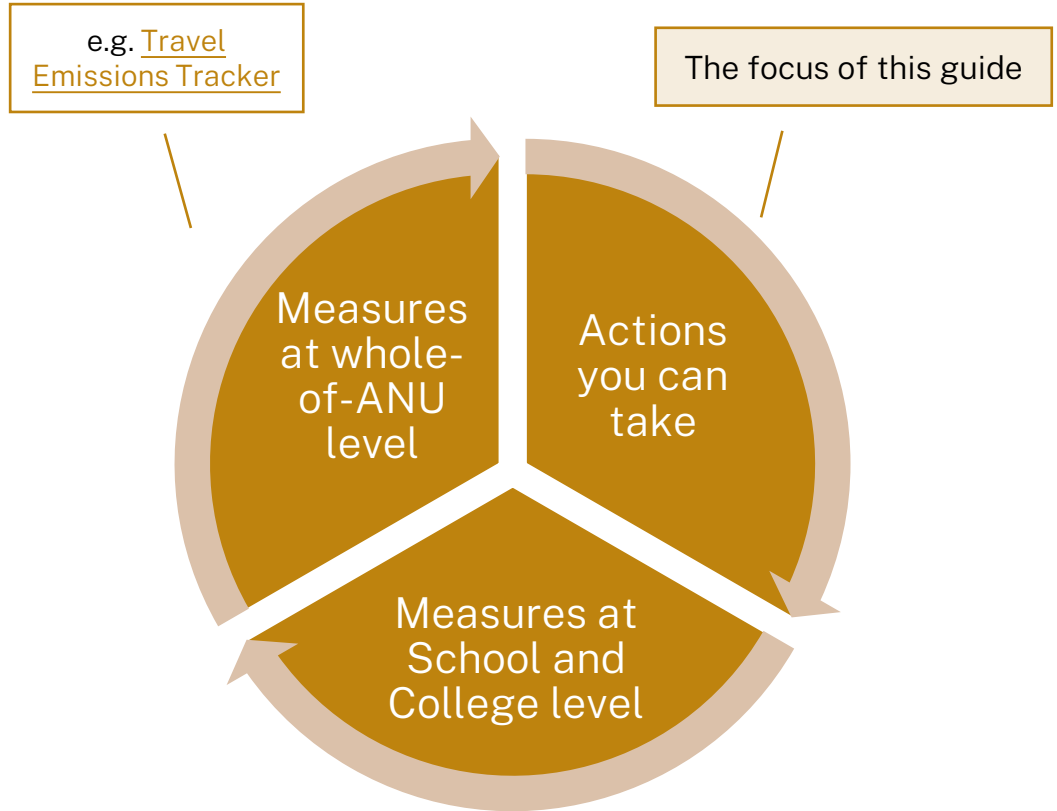 e.g. Travel
Emissions Tracker
The focus of this guide
Measures
at whole-
of-ANU
level
Actions
you can
take
Measures at
School and
College level